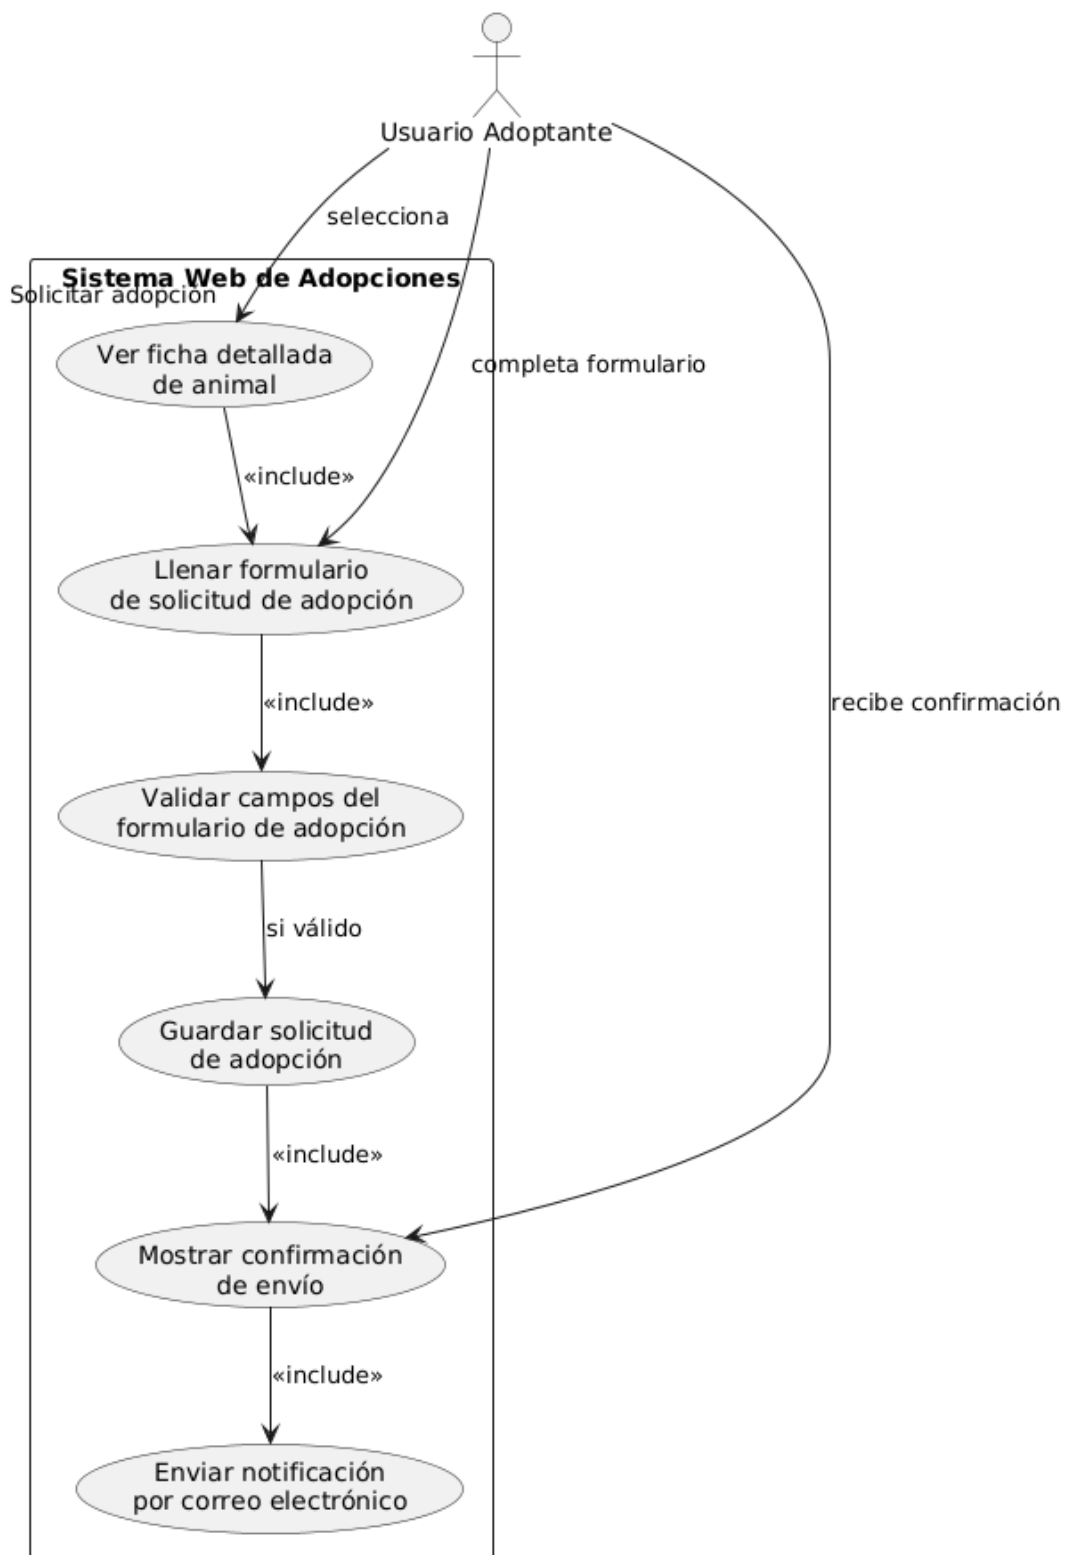 Usuario Adoptante
selecciona
Sistema Web de Adopciones
Solicitar adopción
Ver ficha detallada
de animal
completa formulario
«include»
Llenar formulario
de solicitud de adopción
«include»
recibe confirmación
Validar campos del
formulario de adopción
si válido
Guardar solicitud
de adopción
«include»
Mostrar confirmación
de envío
«include»
Enviar notificación
por correo electrónico